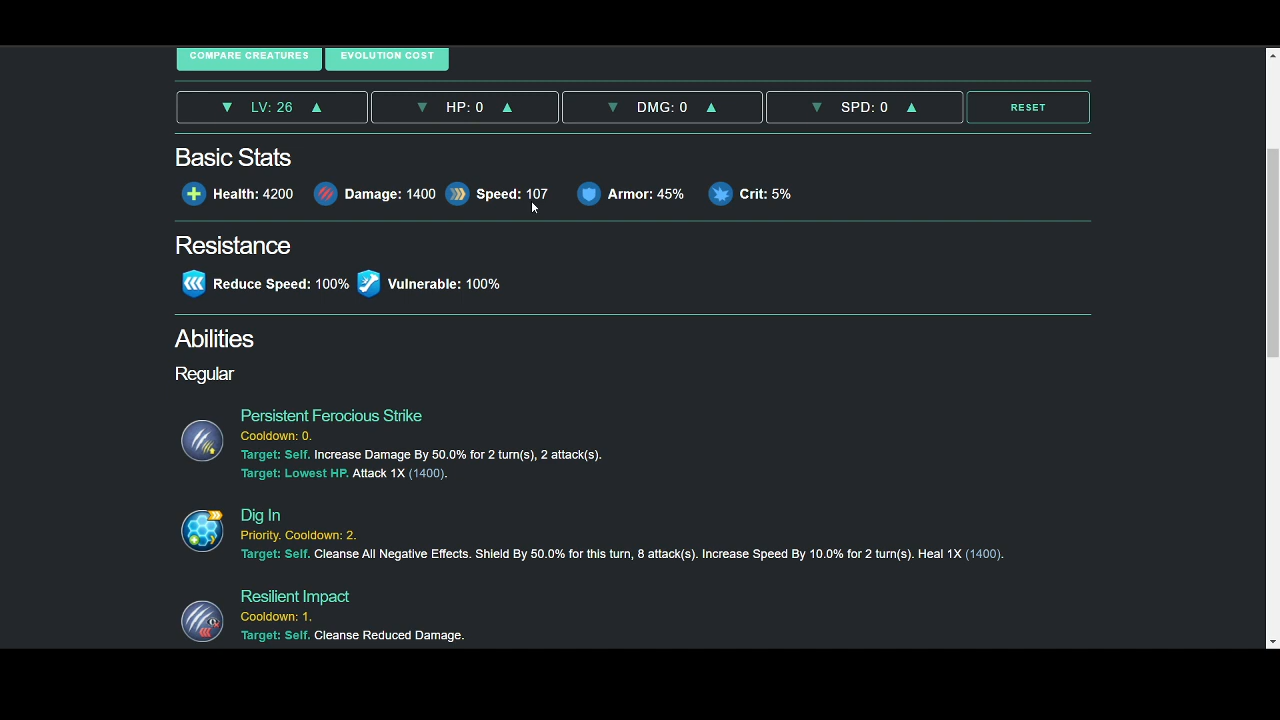 COMPARE CREATURES EVOLUTION COST
LV: 26 HP: 0 DMG: 0 SPD: 0 RESET
Basic Stats
Health: 4200 Damage: 1400 Speed: 107 Armor: 45% Crit: 5%
Resistance
Reduce Speed: 100% Vulnerable: 100%
Abilities
Regular
Persistent Ferocious Strike
Cooldown: 0.
Target: Self. Increase Damage By 50.0% for 2 turn(s), 2 attack(s).
Target: Lowest HP. Attack 1X (1400).
Dig In
Priority. Cooldown: 2.
Target: Self. Cleanse All Negative Effects. Shield By 50.0% for this turn, 8 attack(s). Increase Speed By 10.0% for 2 turn(s). Heal 1X (1400).
Resilient Impact
Cooldown: 1.
Target: Self. Cleanse Reduced Damage.